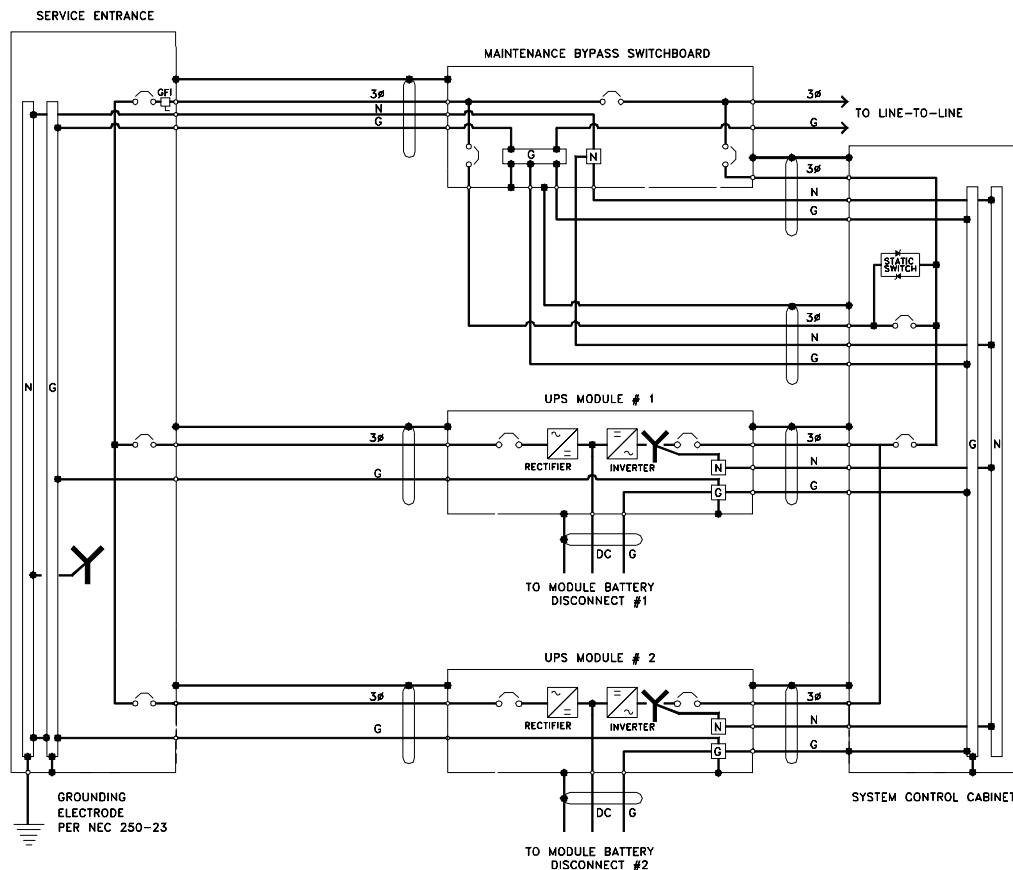 SERVICE ENTRANCE
MAINTENANCE BYPASS SWITCHBOARD
GFI
3ø
N
G
3ø
G
TO LINE-TO-LINE
G
N
3ø
N
G
STATIC
SWITCH
3ø
N
G
N
G
UPS MODULE # 1
3ø
RECTIFIER
INVERTER
3ø
G
N
N
N
G
G
G
DC
G
TO MODULE BATTERY
DISCONNECT #1
UPS MODULE # 2
3ø
RECTIFIER
INVERTER
3ø
G
N
N
G
G
DC
G
TO MODULE BATTERY
DISCONNECT #2
GROUNDING
ELECTRODE
PER NEC 250-23
SYSTEM CONTROL CABINET